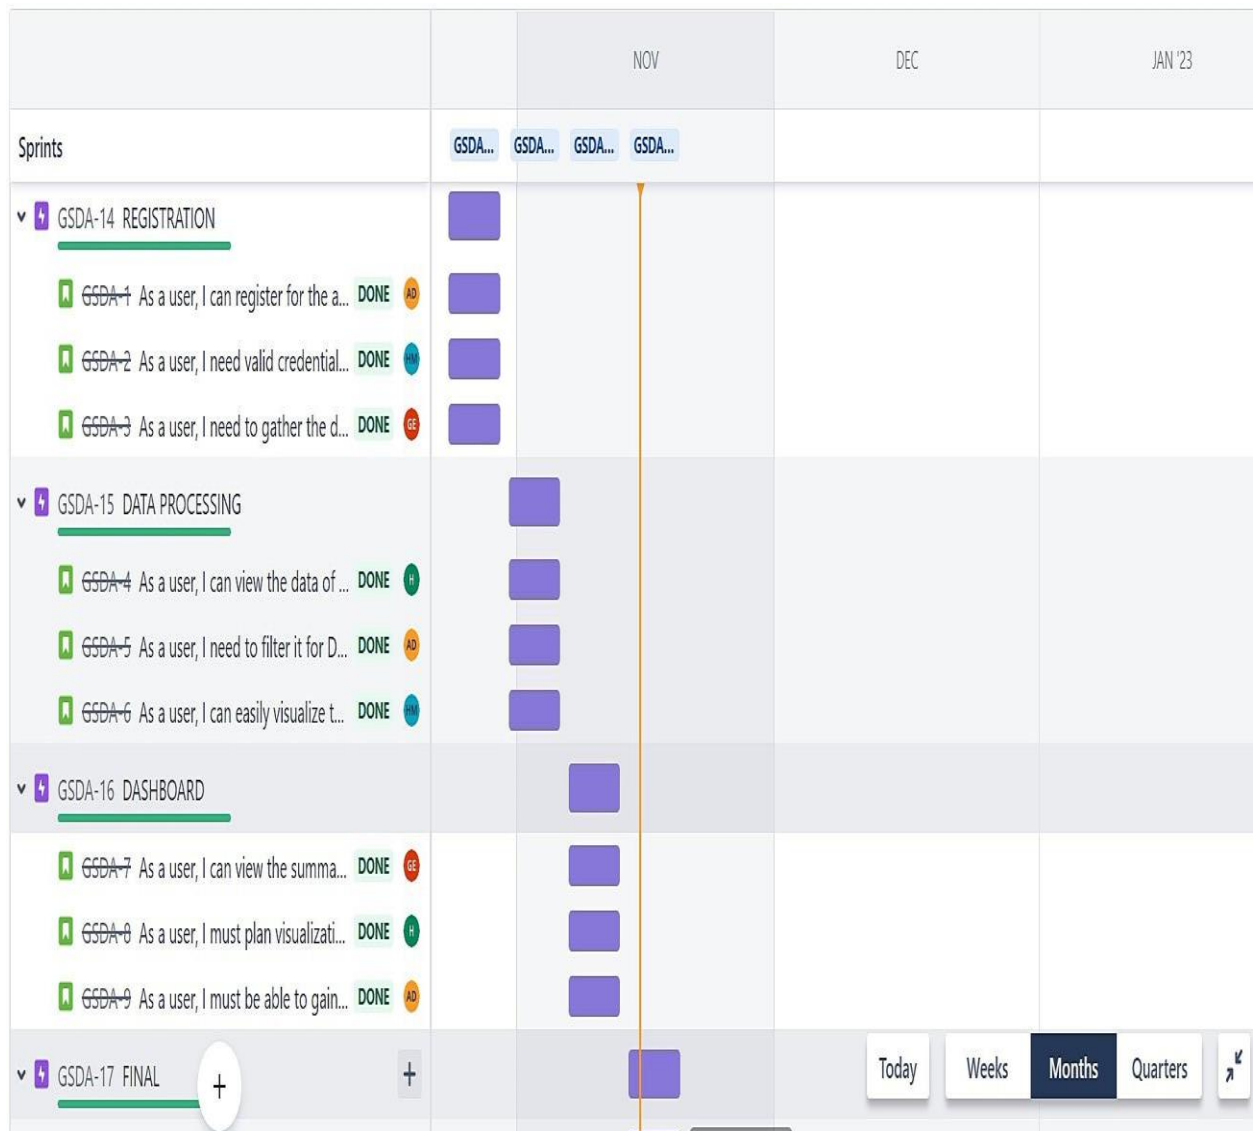 NOV DEC JAN '23
Sprints GSDA... GSDA... GSDA... GSDA...
GSDA-14 REGISTRATION
GSDA-1 As a user, I can register for the a... DONE AD
GSDA-2 As a user, I need valid credential... DONE HM
GSDA-3 As a user, I need to gather the d... DONE GE
GSDA-15 DATA PROCESSING
GSDA-4 As a user, I can view the data of ... DONE H
GSDA-5 As a user, I need to filter it for D... DONE AD
GSDA-6 As a user, I can easily visualize t... DONE HM
GSDA-16 DASHBOARD
GSDA-7 As a user, I can view the summa... DONE GE
GSDA-8 As a user, I must plan visualizati... DONE H
GSDA-9 As a user, I must be able to gain... DONE AD
GSDA-17 FINAL + + Today Weeks Months Quarters